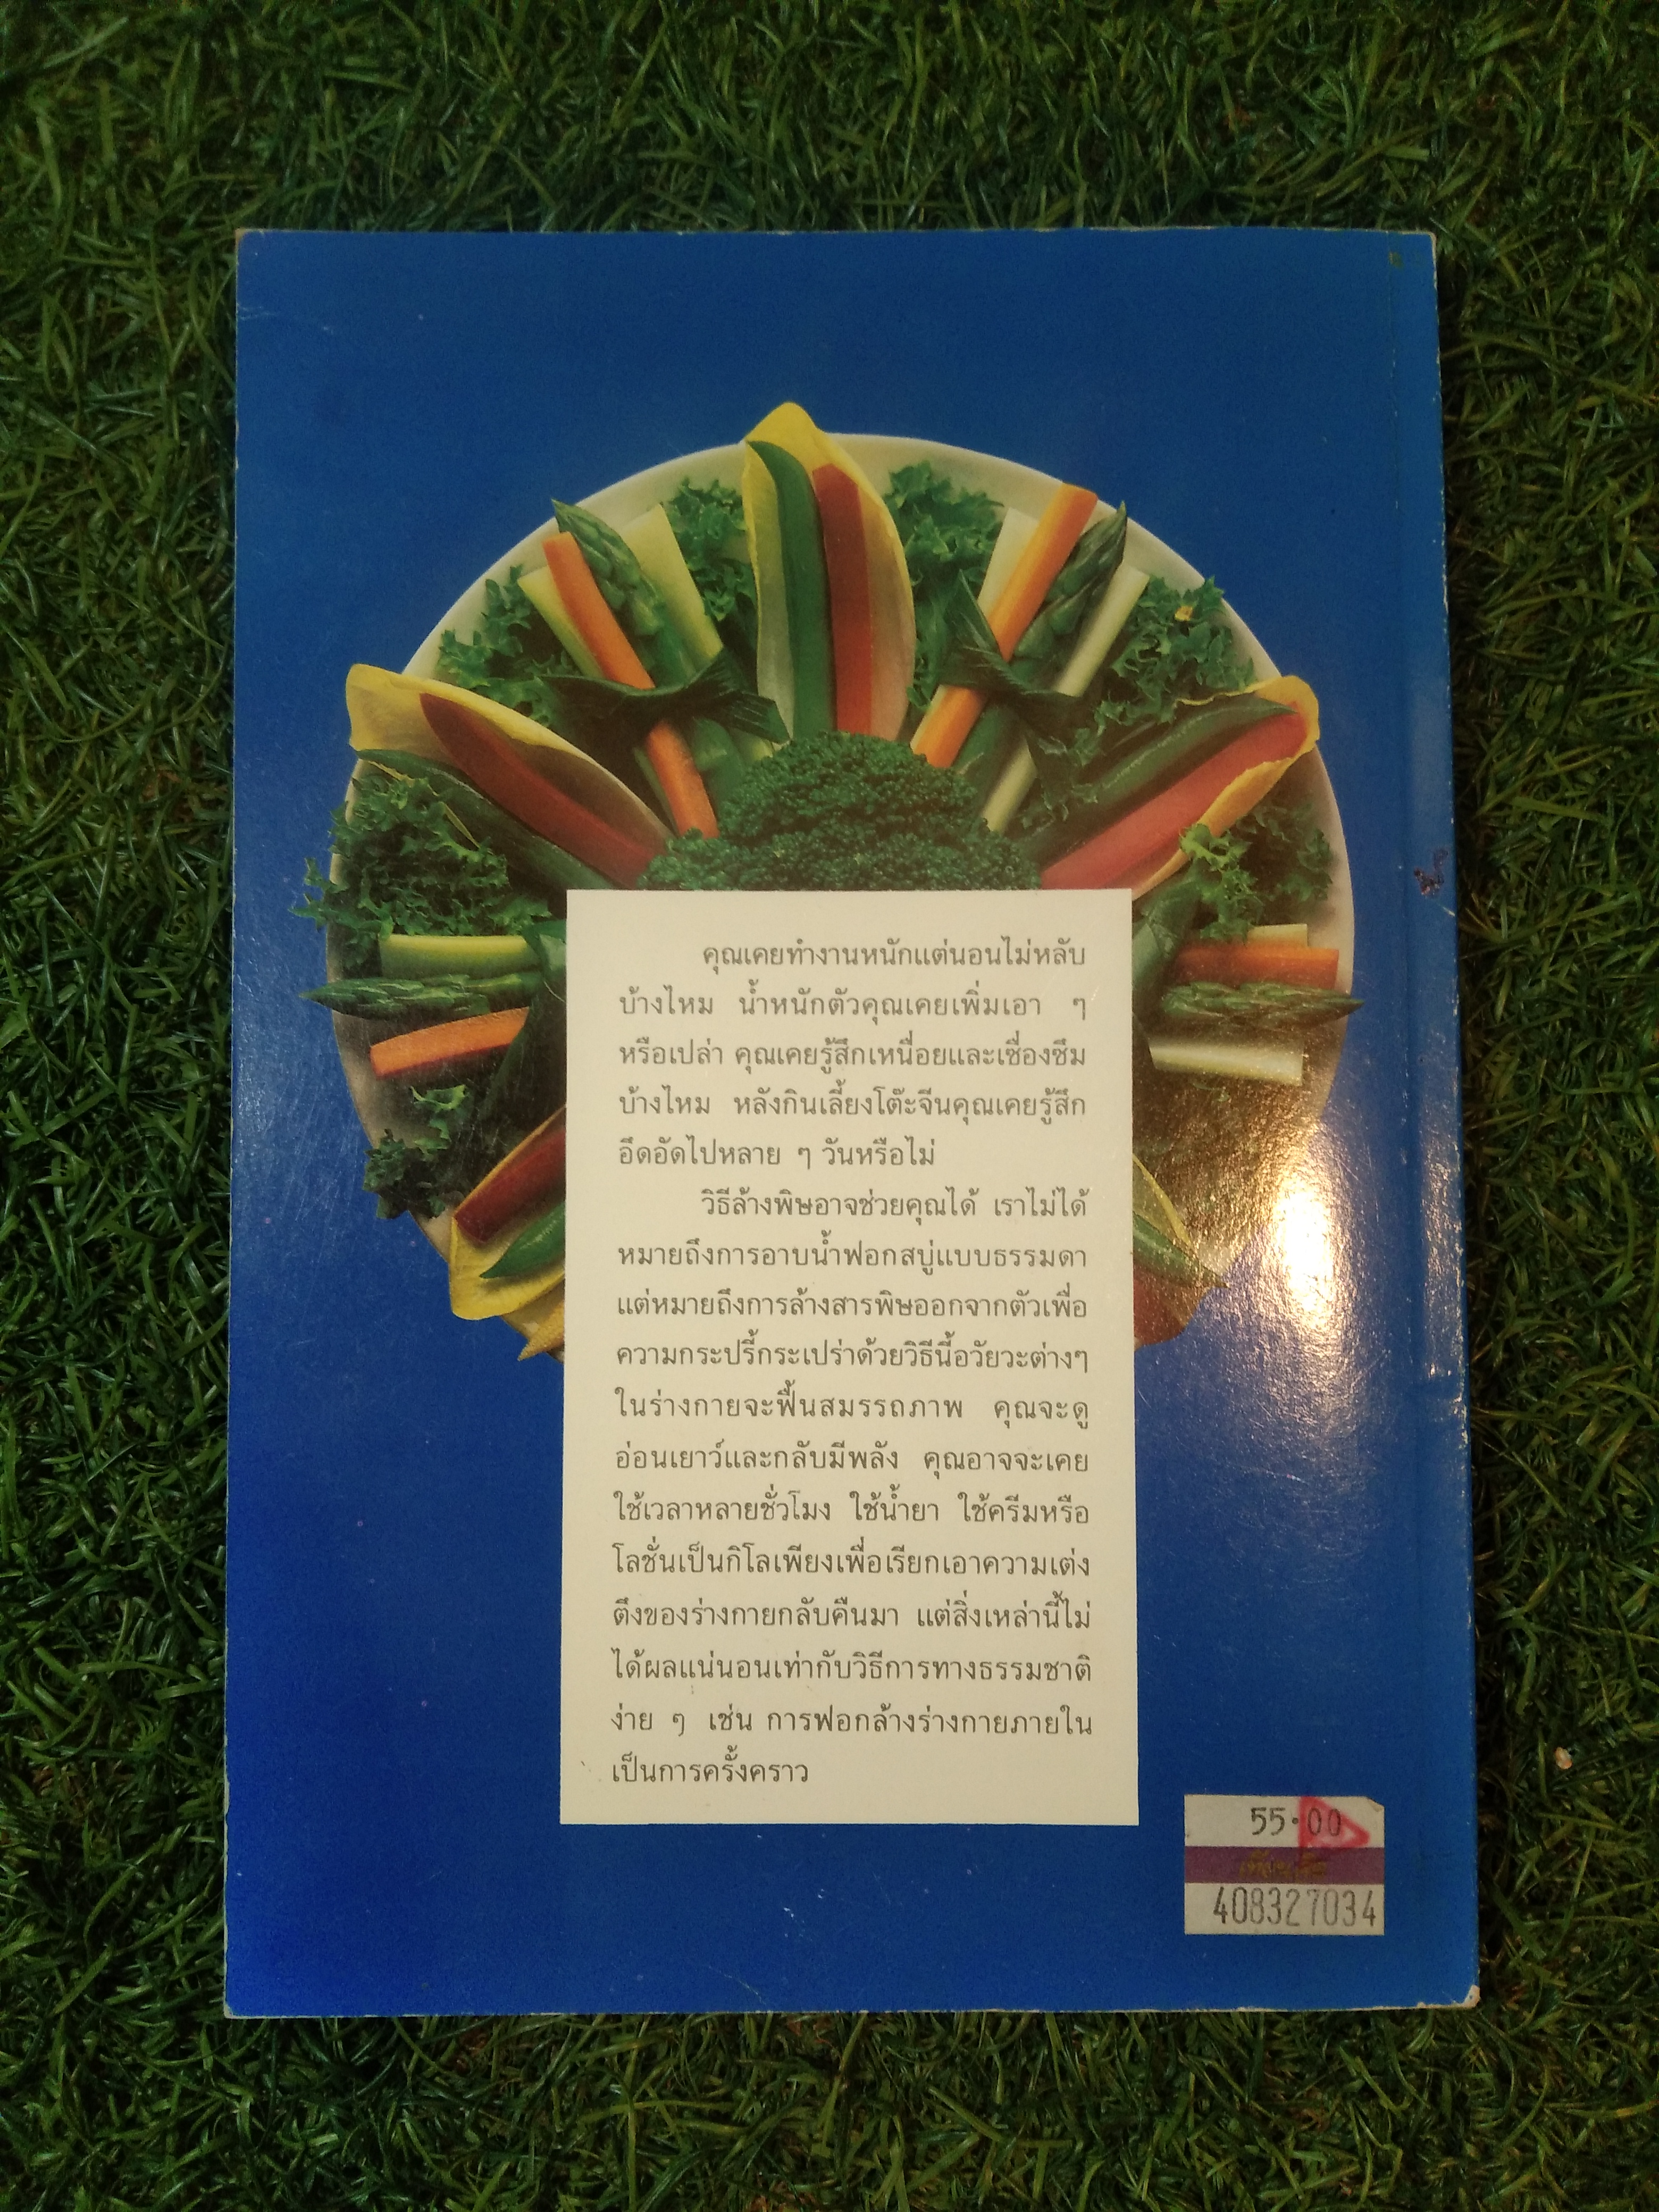 คุณเคยทำงานหนักแต่นอนไม่หลับ
บ้างไหม น้ำหนักตัวคุณเคยเพิ่มเอา ๆ
หรือเปล่า คุณเคยรู้สึกเหนื่อยและเซื่องซึม
บ้างไหม หลังกินเลี้ยงโต๊ะจีนคุณเคยรู้สึก
อึดอัดไปหลาย ๆ วันหรือไม่
วิธีล้างพิษอาจช่วยคุณได้ เราไม่ได้
หมายถึงการอาบน้ำฟอกสบู่แบบธรรมดา
แต่หมายถึงการล้างสารพิษออกจากตัวเพื่อ
ความกระปรี้กระเปร่าด้วยวิธีนี้อวัยวะต่างๆ
ในร่างกายจะฟื้นสมรรถภาพ คุณจะดู
อ่อนเยาว์และกลับมีพลัง คุณอาจจะเคย
ใช้เวลาหลายชั่วโมง ใช้น้ำยา ใช้ครีมหรือ
โลชั่นเป็นกิโลเพียงเพื่อเรียกเอาความเต่ง
ตึงของร่างกายกลับคืนมา แต่สิ่งเหล่านี้ไม่
ได้ผลแน่นอนเท่ากับวิธีการทางธรรมชาติ
ง่าย ๆ เช่น การฟอกล้างร่างกายภายใน
เป็นการครั้งคราว
55.00
408327034